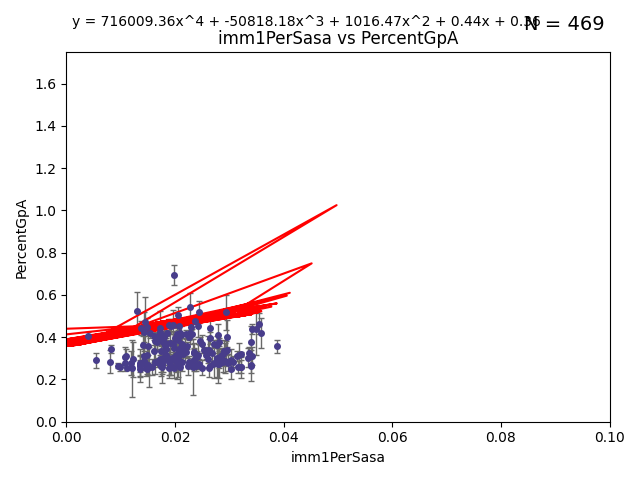 y = 716009.36x^4 + -50818.18x^3 + 1016.47x^2 + 0.44x + 0.36
N = 469
imm1PerSasa vs PercentGpA
PercentGpA
1.6
1.4
1.2
1.0
0.8
0.6
0.4
0.2
0.0
0.00 0.02 0.04 0.06 0.08 0.10
imm1PerSasa